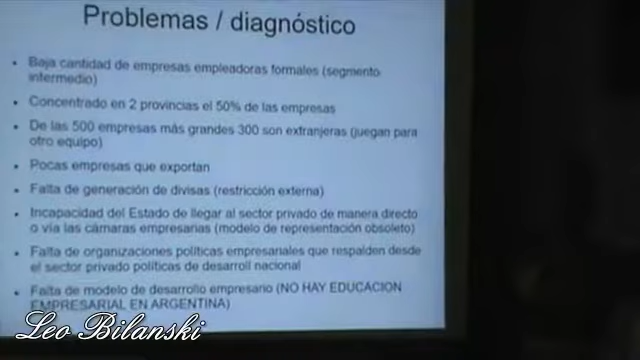 Problemas / diagnóstico
• Baja cantidad de empresas empleadoras formales (segmento
intermedio)
• Concentrado en 2 provincias el 50% de las empresas
• De las 500 empresas más grandes 300 son extranjeras (juegan para
otro equipo)
• Pocas empresas que exportan
• Falta de generación de divisas (restricción externa)
• Incapacidad del Estado de llegar al sector privado de manera directo
o vía las cámaras empresarias (modelo de representación obsoleto)
• Falta de organizaciones políticas empresariales que respalden desde
el sector privado políticas de desarroll nacional
• Falta de modelo de desarrollo empresario (NO HAY EDUCACION
EMPRESARIAL EN ARGENTINA)
Leo Bilanski